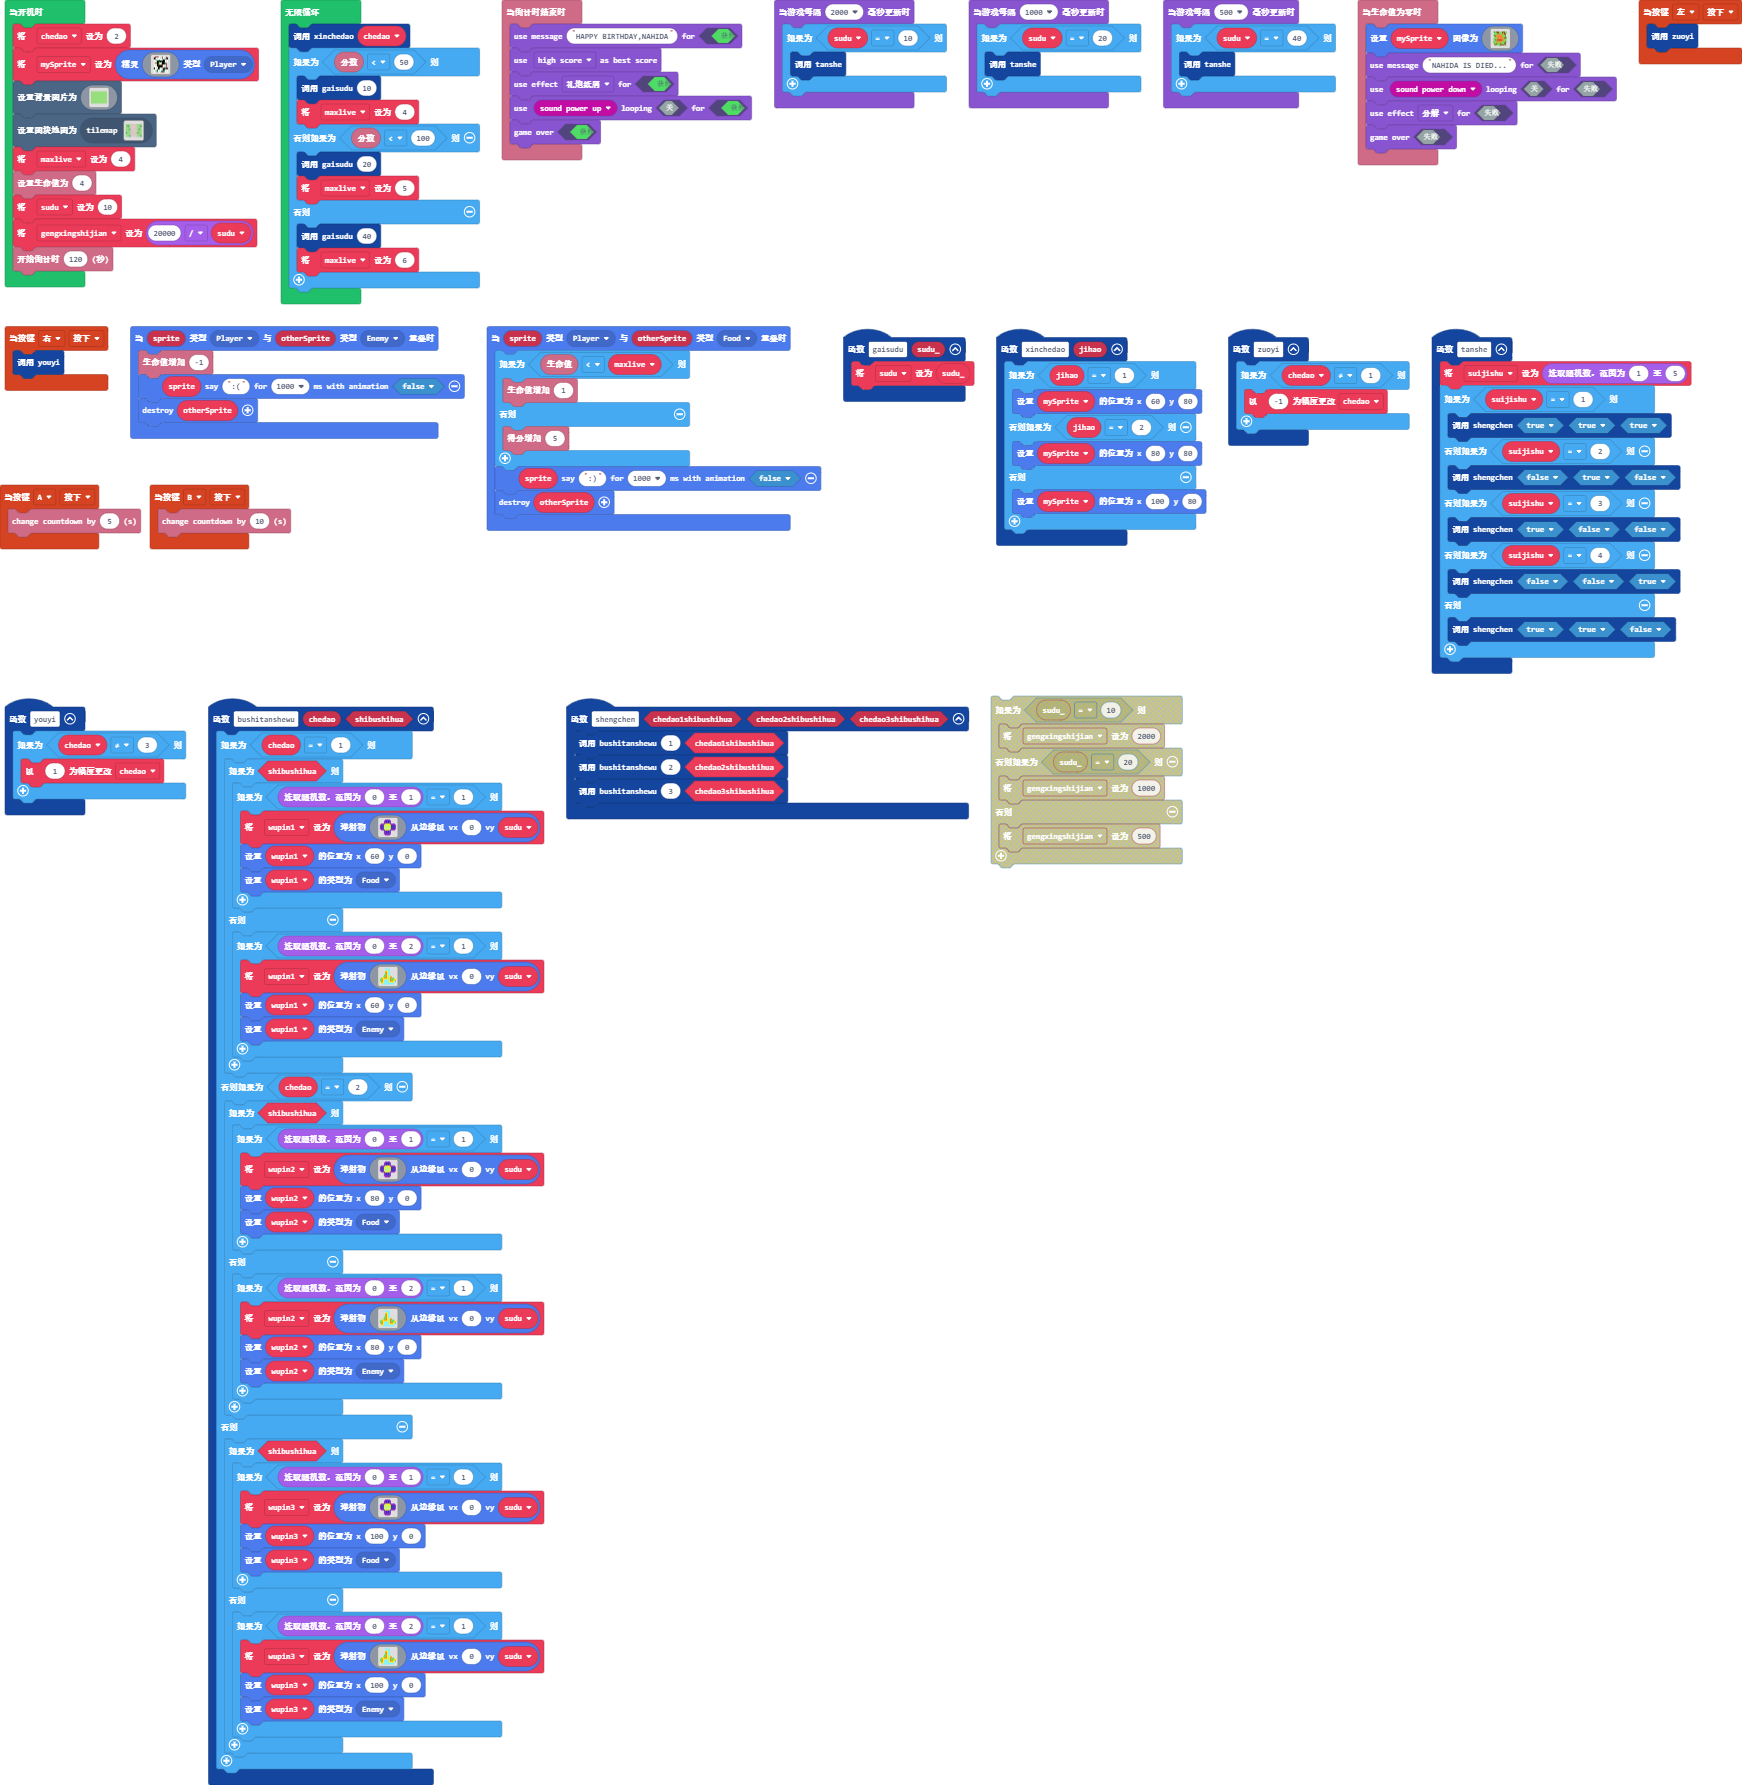 当开机时
将 chedao 设为 2
将 mySprite 设为 精灵 类型 Player
设置背景图片为
设置图块地图为 tilemap
将 maxlive 设为 4
设置生命值为 4
将 sudu 设为 10
将 gengxingshijian 设为 20000 / sudu
开始倒计时 120 (秒)
无限循环
调用 xinchedao chedao
如果为 分数 < 50 则
调用 gaisudu 10
将 maxlive 设为 4
否则如果为 分数 < 100 则
调用 gaisudu 20
将 maxlive 设为 5
否则
调用 gaisudu 40
将 maxlive 设为 6
当倒计时结束时
use message "HAPPY BIRTHDAY,NAHIDA" for
use high score as best score
use effect 礼炮纸屑 for
use sound power up looping 关 for
game over
当游戏每隔 2000 毫秒更新时
如果为 sudu = 10 则
调用 tanshe
当游戏每隔 1000 毫秒更新时
如果为 sudu = 20 则
调用 tanshe
当游戏每隔 500 毫秒更新时
如果为 sudu = 40 则
调用 tanshe
当生命值为零时
设置 mySprite 图像为
use message "NAHIDA IS DIED..." for 失败
use sound power down looping 关 for 失败
use effect 分解 for 失败
game over 失败
当按键 左 按下
调用 zuoyi
当按键 右 按下
调用 youyi
当 sprite 类型 Player 与 otherSprite 类型 Enemy 重叠时
生命值增加 -1
sprite say ":(" for 1000 ms with animation false
destroy otherSprite
当 sprite 类型 Player 与 otherSprite 类型 Food 重叠时
如果为 生命值 < maxlive 则
生命值增加 1
否则
得分增加 5
sprite say ":)" for 1000 ms with animation false
destroy otherSprite
函数 gaisudu sudu_
将 sudu 设为 sudu_
函数 xinchedao jihao
如果为 jihao = 1 则
设置 mySprite 的位置为 x 60 y 80
否则如果为 jihao = 2 则
设置 mySprite 的位置为 x 80 y 80
否则
设置 mySprite 的位置为 x 100 y 80
函数 zuoyi
如果为 chedao ≠ 1 则
以 -1 为幅度更改 chedao
函数 tanshe
将 suijishu 设为 选取随机数，范围为 1 至 5
如果为 suijishu = 1 则
调用 shengchen true true true
否则如果为 suijishu = 2 则
调用 shengchen false true false
否则如果为 suijishu = 3 则
调用 shengchen true false false
否则如果为 suijishu = 4 则
调用 shengchen false false true
否则
调用 shengchen true true false
当按键 A 按下
change countdown by 5 (s)
当按键 B 按下
change countdown by 10 (s)
函数 youyi
如果为 chedao ≠ 3 则
以 1 为幅度更改 chedao
函数 bushitanshewu chedao shibushihua
如果为 chedao = 1 则
如果为 shibushihua 则
如果为 选取随机数，范围为 0 至 1 = 1 则
将 wupin1 设为 弹射物 从边缘以 vx 0 vy sudu
设置 wupin1 的位置为 x 60 y 0
设置 wupin1 的类型为 Food
否则
如果为 选取随机数，范围为 0 至 2 = 1 则
将 wupin1 设为 弹射物 从边缘以 vx 0 vy sudu
设置 wupin1 的位置为 x 60 y 0
设置 wupin1 的类型为 Enemy
否则如果为 chedao = 2 则
如果为 shibushihua 则
如果为 选取随机数，范围为 0 至 1 = 1 则
将 wupin2 设为 弹射物 从边缘以 vx 0 vy sudu
设置 wupin2 的位置为 x 80 y 0
设置 wupin2 的类型为 Food
否则
如果为 选取随机数，范围为 0 至 2 = 1 则
将 wupin2 设为 弹射物 从边缘以 vx 0 vy sudu
设置 wupin2 的位置为 x 80 y 0
设置 wupin2 的类型为 Enemy
否则
如果为 shibushihua 则
如果为 选取随机数，范围为 0 至 1 = 1 则
将 wupin3 设为 弹射物 从边缘以 vx 0 vy sudu
设置 wupin3 的位置为 x 100 y 0
设置 wupin3 的类型为 Food
否则
如果为 选取随机数，范围为 0 至 2 = 1 则
将 wupin3 设为 弹射物 从边缘以 vx 0 vy sudu
设置 wupin3 的位置为 x 100 y 0
设置 wupin3 的类型为 Enemy
函数 shengchen chedao1shibushihua chedao2shibushihua chedao3shibushihua
调用 bushitanshewu 1 chedao1shibushihua
调用 bushitanshewu 2 chedao2shibushihua
调用 bushitanshewu 3 chedao3shibushihua
如果为 sudu_ = 10 则
将 gengxingshijian 设为 2000
否则如果为 sudu_ = 20 则
将 gengxingshijian 设为 1000
否则
将 gengxingshijian 设为 500